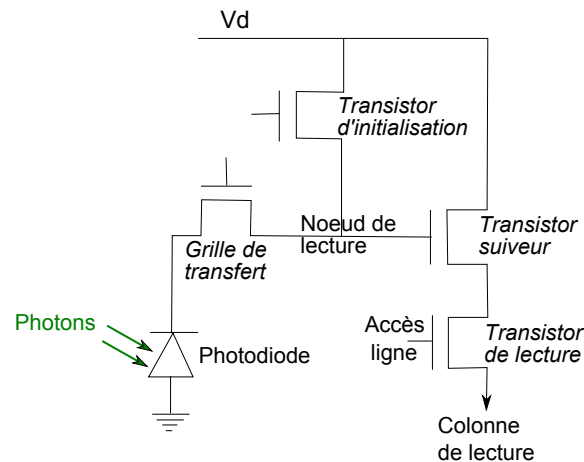 Vd
Transistor
d'initialisation
Noeud de
lecture
Transistor
suiveur
Grille de
transfert
Photons
Photodiode
Accès
ligne
Transistor
de lecture
Colonne
de lecture